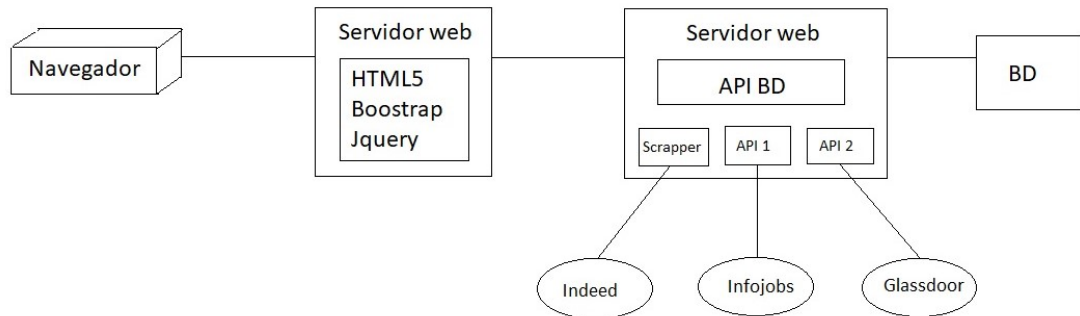 Navegador
Servidor web
HTML5
Boostrap
Jquery
Servidor web
API BD
Scrapper
API 1
API 2
BD
Indeed
Infojobs
Glassdoor